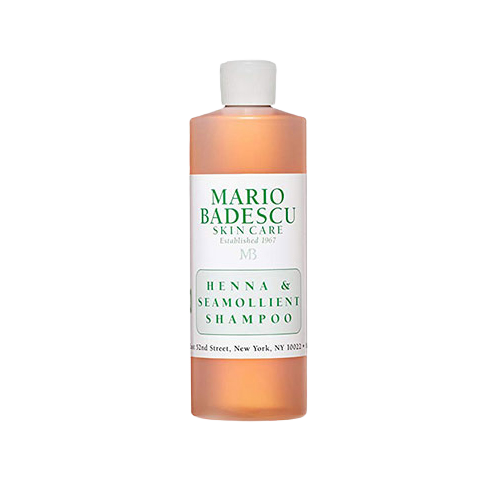 MARIO
BADESCU
SKIN CARE
Established 1967
MB
HENNA &
SEAMOLLIENT
SHAMPOO
52nd Street, New York, NY 10022 •